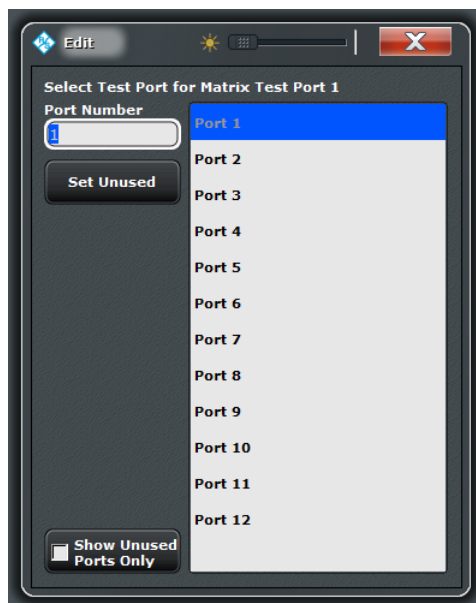 Edit
X
Select Test Port for Matrix Test Port 1
Port Number
1
Set Unused
Port 1
Port 2
Port 3
Port 4
Port 5
Port 6
Port 7
Port 8
Port 9
Port 10
Port 11
Port 12
Show Unused
Ports Only